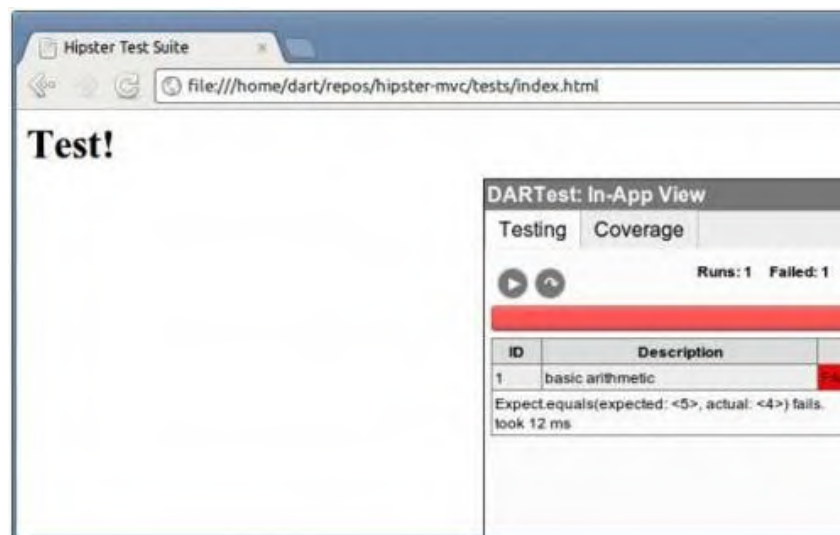 Hipster Test Suite
file:///home/dart/repos/hipster-mvc/tests/index.html
Test!
DARTest: In-App View
Testing Coverage
Runs: 1 Failed: 1
ID Description
1 basic arithmetic
Expect.equals(expected: <5>, actual: <4>) fails.
took 12 ms